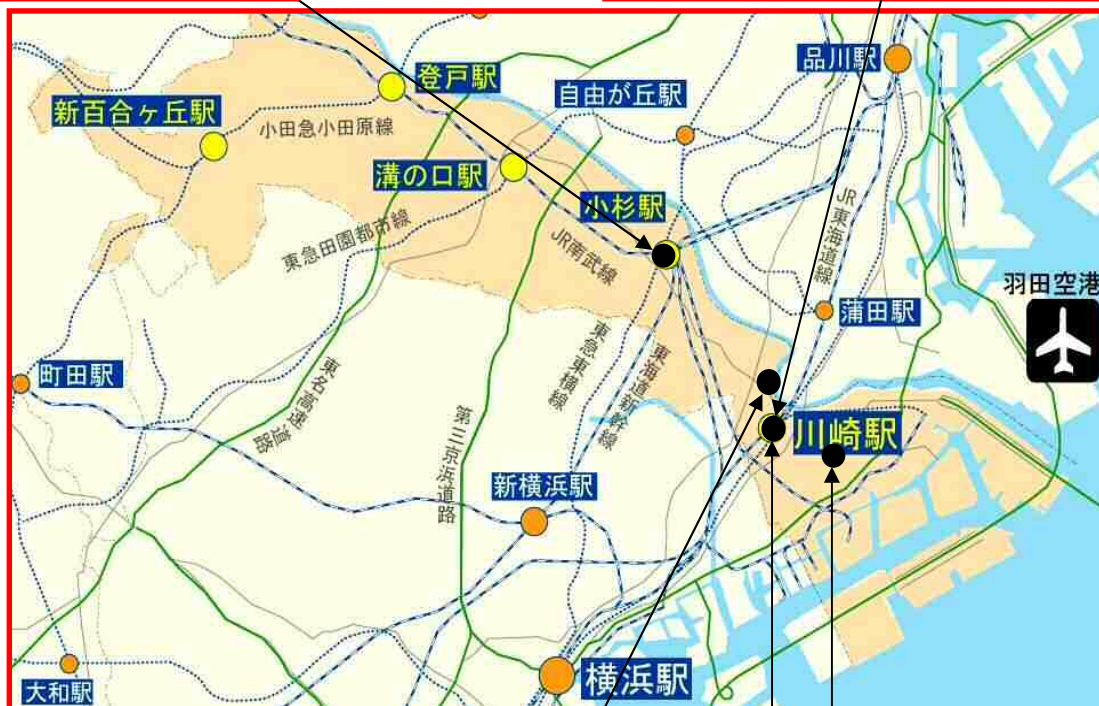 品川駅
登戸駅
自由が丘駅
新百合ヶ丘駅
小田急小田原線
溝の口駅
小杉駅
JR東海道線
東急田園都市線
JR南武線
羽田空港
蒲田駅
町田駅
東名高速道路
第三京浜道路
東急東横線
東海道新幹線
川崎駅
新横浜駅
横浜駅
大和駅